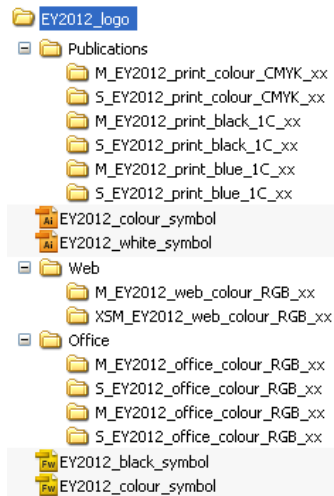 EY2012_logo
Publications
M_EY2012_print_colour_CMYK_xx
S_EY2012_print_colour_CMYK_xx
M_EY2012_print_black_1C_xx
S_EY2012_print_black_1C_xx
M_EY2012_print_blue_1C_xx
S_EY2012_print_blue_1C_xx
Ai EY2012_colour_symbol
Ai EY2012_white_symbol
Web
M_EY2012_web_colour_RGB_xx
XSM_EY2012_web_colour_RGB_xx
Office
M_EY2012_office_colour_RGB_xx
S_EY2012_office_colour_RGB_xx
M_EY2012_office_colour_RGB_xx
S_EY2012_office_colour_RGB_xx
Fw EY2012_black_symbol
Fw EY2012_colour_symbol